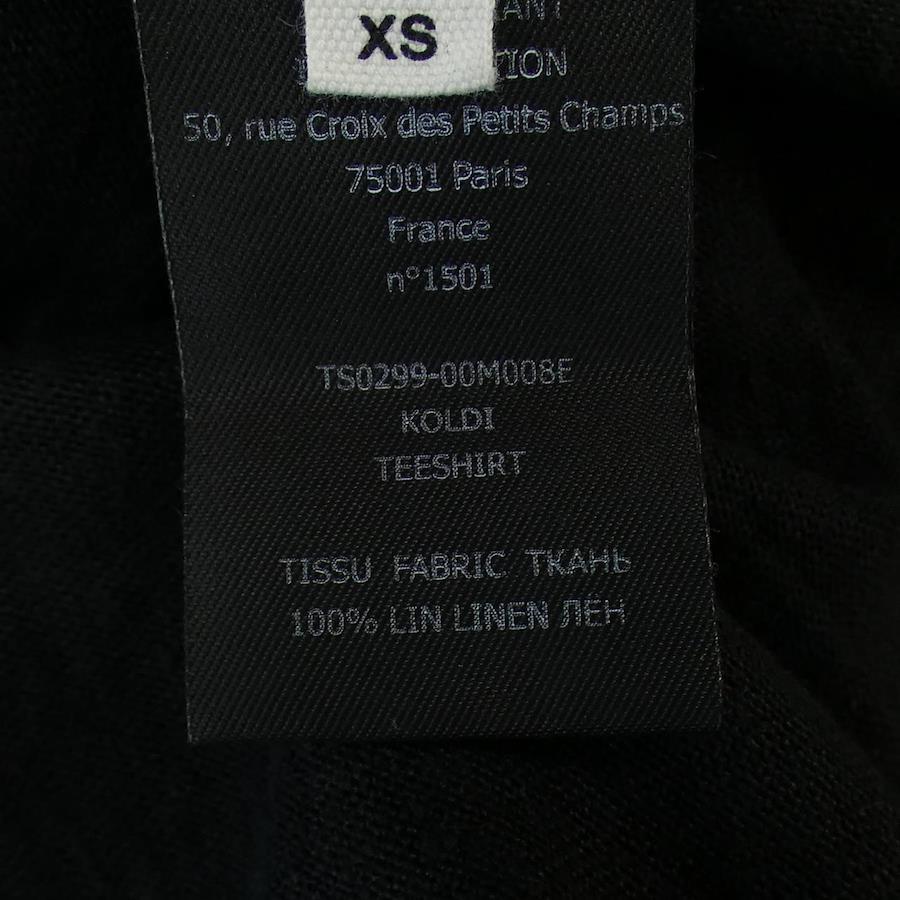 XS
50, rue Croix des Petits Champs
75001 Paris
France
n°1501
TS0299-00M008E
KOLDI
TEESHIRT
TISSU FABRIC ТКАНЬ
100% LIN LINEN ЛЕН